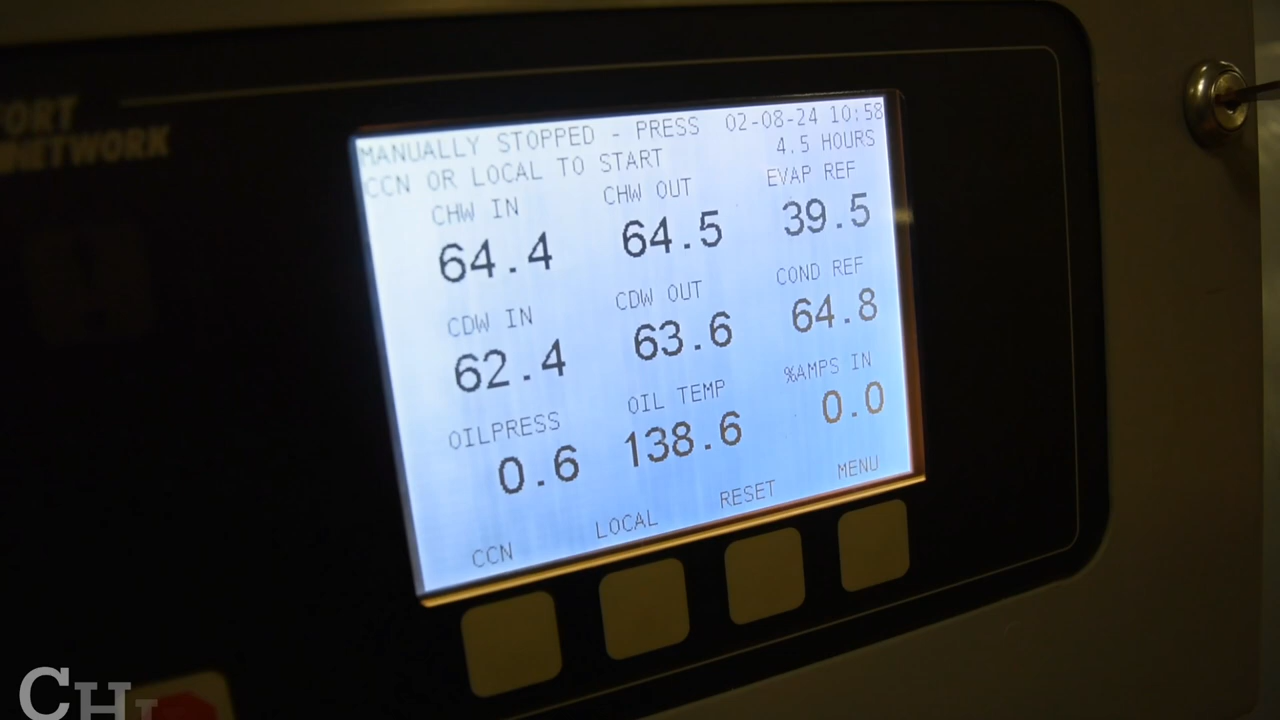 ORT
NETWORK
MANUALLY STOPPED - PRESS 02-08-24 10:58
CCN OR LOCAL TO START 4.5 HOURS
CHW IN CHW OUT EVAP REF
64.4 64.5 39.5
CDW IN CDW OUT COND REF
62.4 63.6 64.8
OILPRESS OIL TEMP %AMPS IN
0.6 138.6 0.0
CCN LOCAL RESET MENU
CH